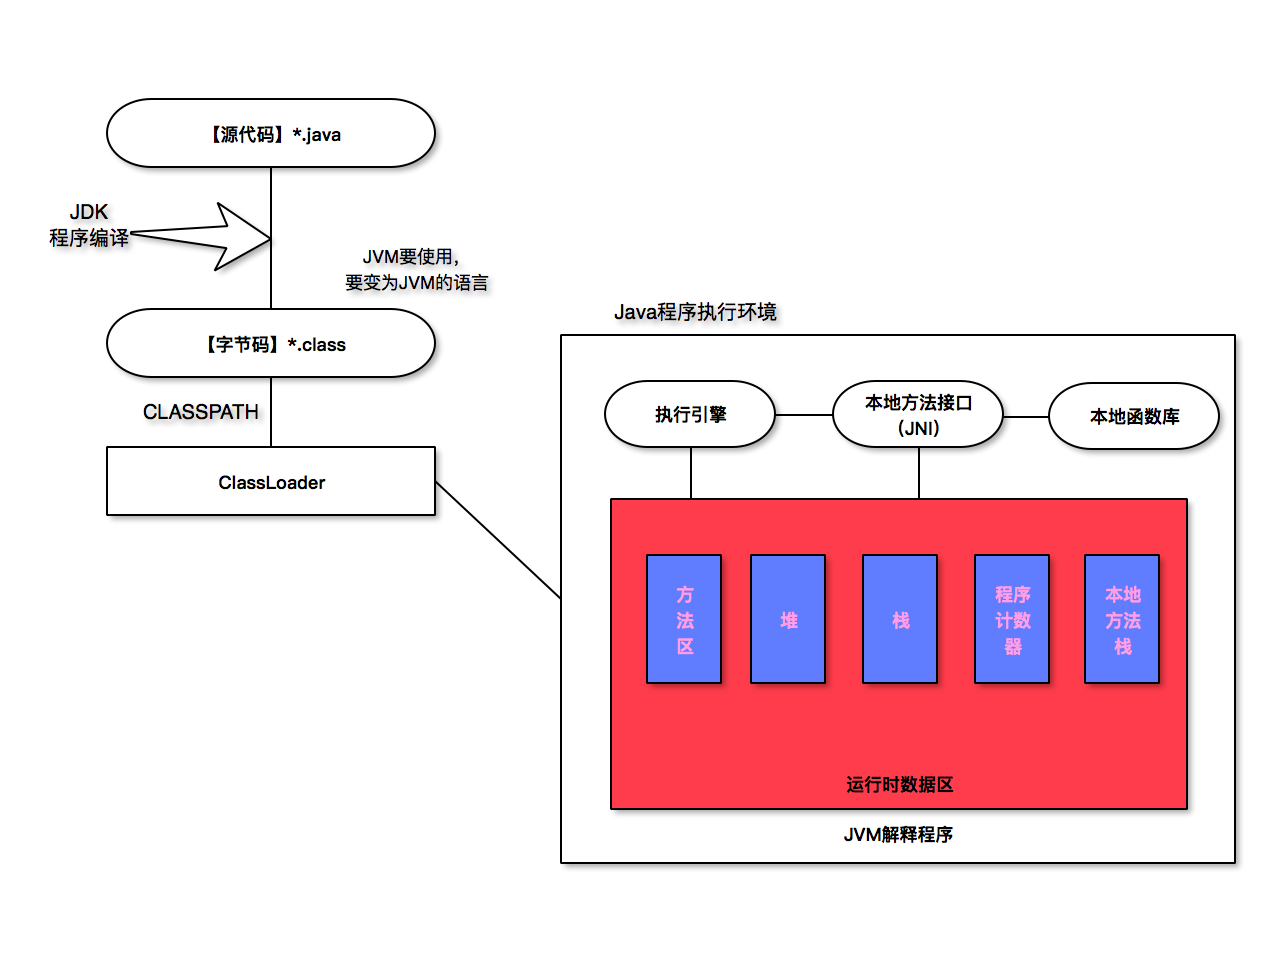 【源代码】*.java
JDK
程序编译
JVM要使用，
要变为JVM的语言
【字节码】*.class
CLASSPATH
ClassLoader
Java程序执行环境
执行引擎
本地方法接口
（JNI）
本地函数库
方
法
区
堆
栈
程序
计数
器
本地
方法
栈
运行时数据区
JVM解释程序